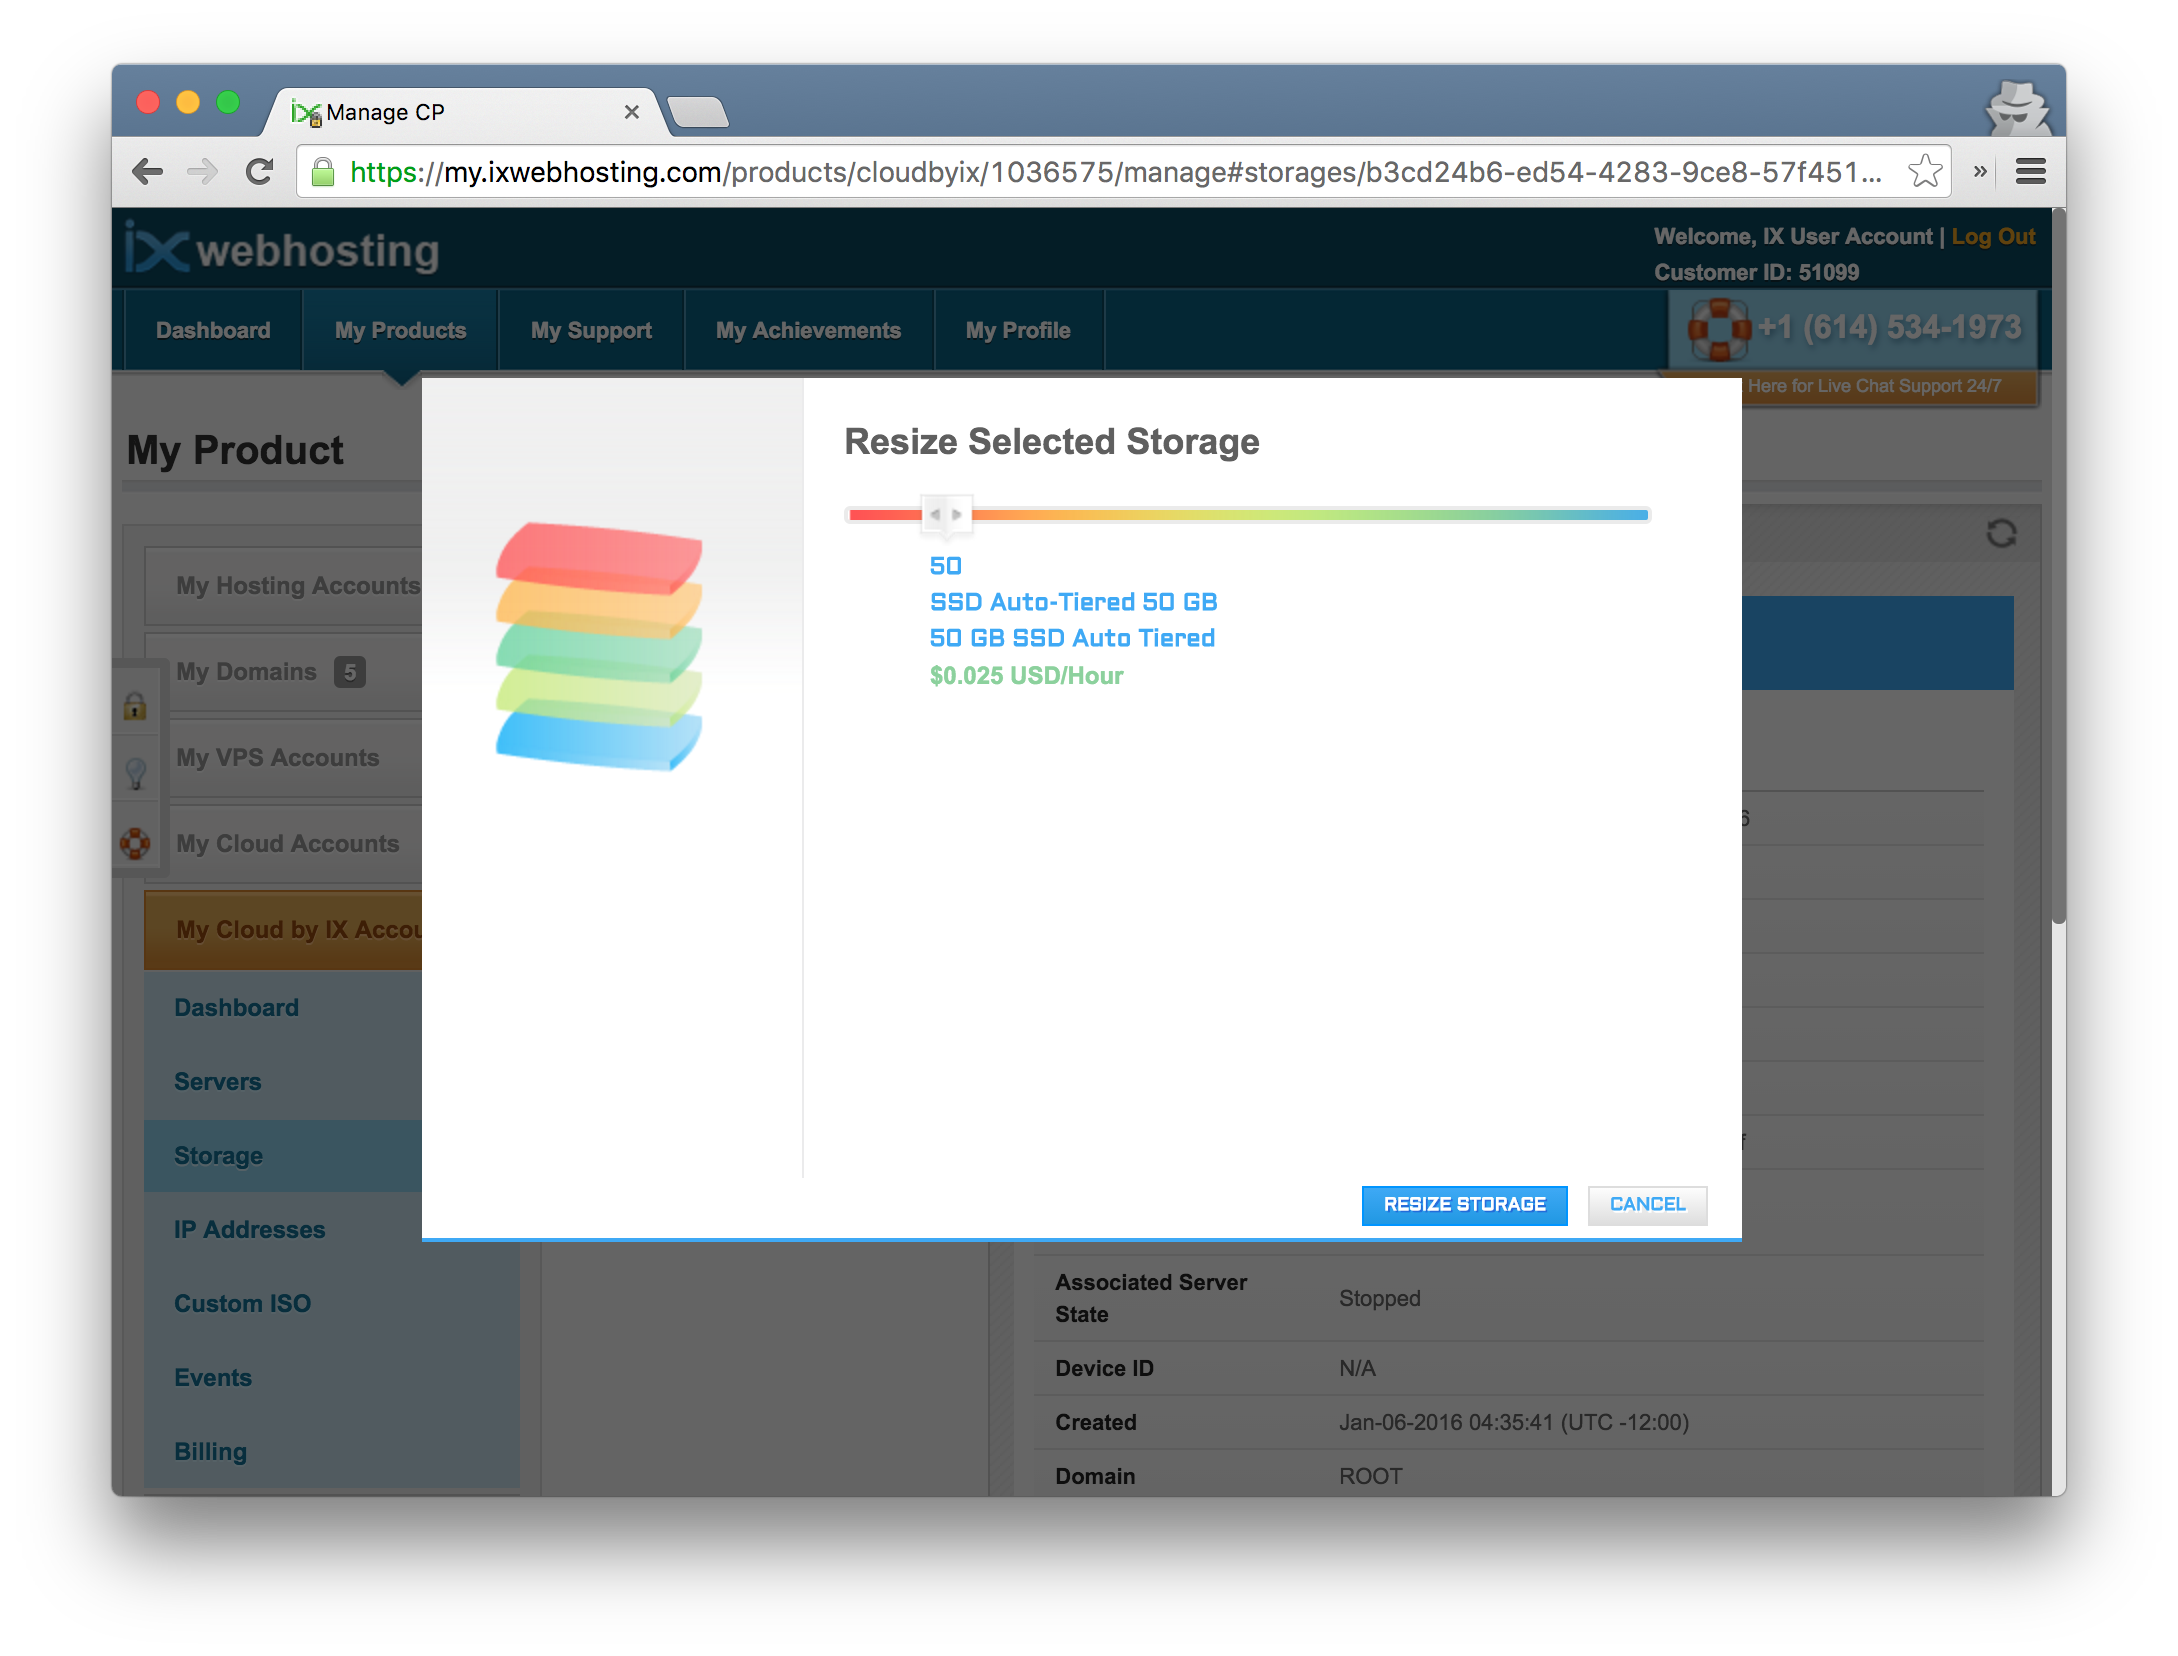 Manage CP
https://my.ixwebhosting.com/products/cloudbyix/1036575/manage#storages/b3cd24b6-ed54-4283-9ce8-57f451...
ix webhosting
Welcome, IX User Account | Log Out
Customer ID: 51099
Dashboard
My Products
My Support
My Achievements
My Profile
+1 (614) 534-1973
Here for Live Chat Support 24/7
My Product
My Hosting Accounts
My Domains 5
My VPS Accounts
My Cloud Accounts
My Cloud by IX Accou
Dashboard
Servers
Storage
IP Addresses
Custom ISO
Events
Billing
Resize Selected Storage
50
SSD Auto-Tiered 50 GB
50 GB SSD Auto Tiered
$0.025 USD/Hour
RESIZE STORAGE
CANCEL
Associated Server
State
Stopped
Device ID
N/A
Created
Jan-06-2016 04:35:41 (UTC -12:00)
Domain
ROOT